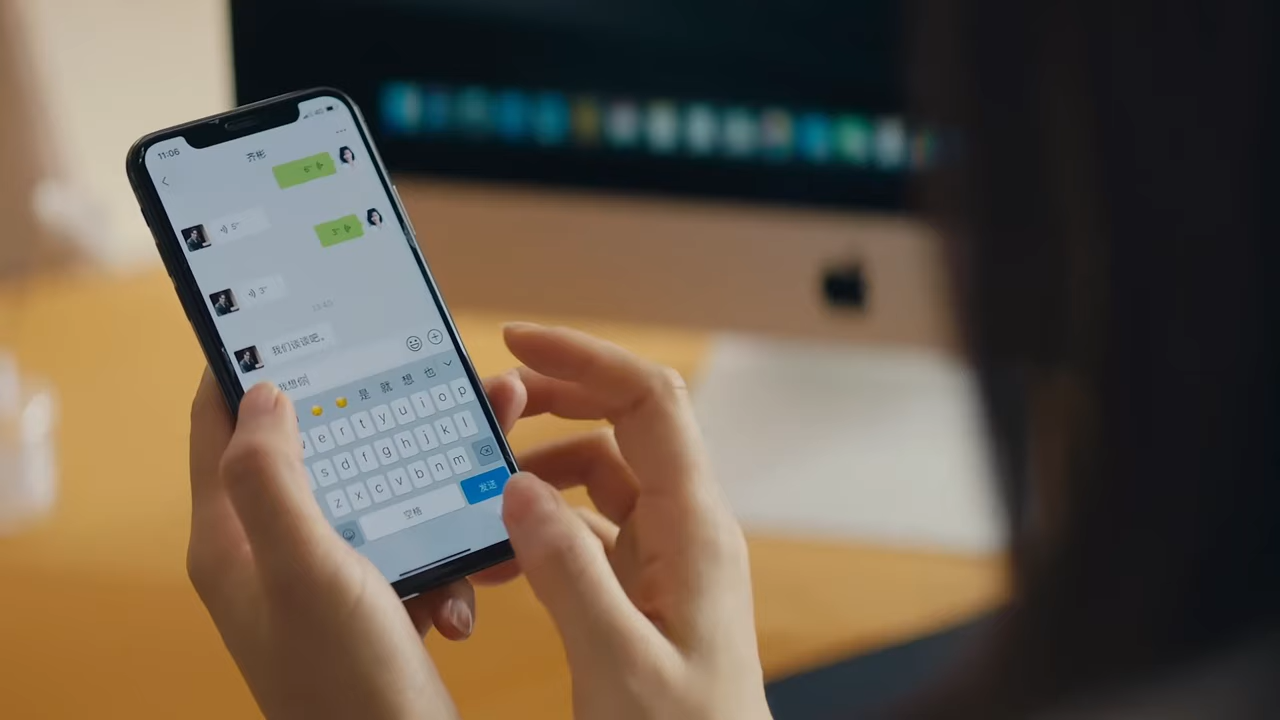 11:06
齐彬
6"
5"
3"
3"
我们谈谈吧。
我想你
是 就 想 也
e r t y u i o p
s d f g h j k l
z x c v b n m
空格
发送